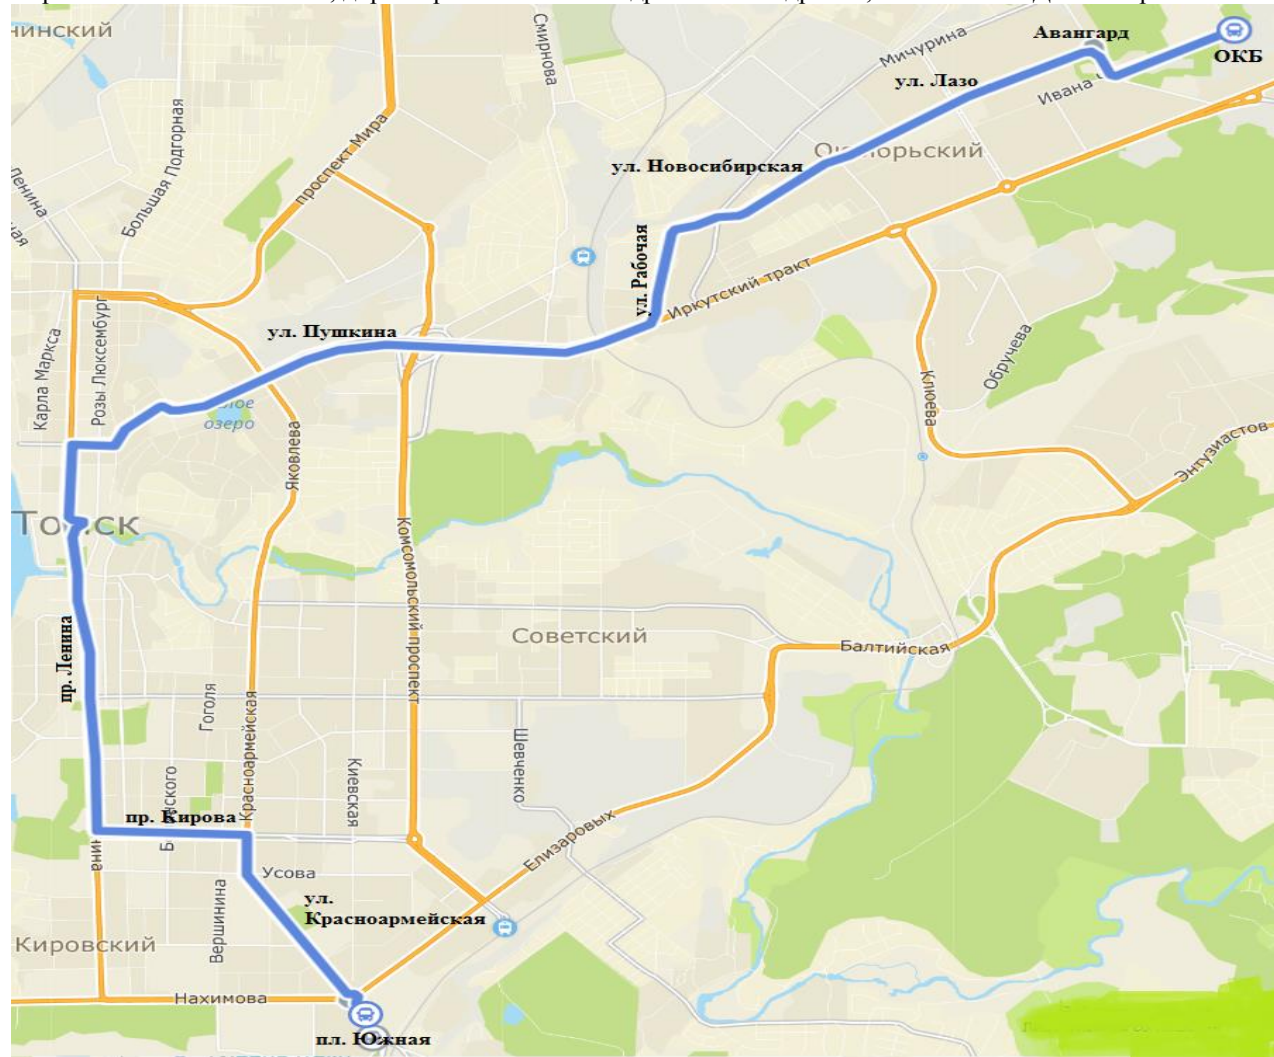 нинский
Смирнова
Мичурина
Авангард
ОКБ
ул. Лазо
Ивана
Большая Подгорная
проспект Мира
Ленина
ул. Новосибирская
ул. Рабочая
Иркутский тракт
ул. Пушкина
Розы Люксембург
Карла Маркса
Обручева
Клюева
озеро
Яковлева
Энтузиастов
Комсомольский проспект
Советский
Балтийская
пр. Ленина
Гоголя
Красноармейская
Шевченко
Киевская
пр. Кирова
Елизаровых
ина
Усова
Вершинина
ул.
Красноармейская
Кировский
Нахимова
пл. Южная